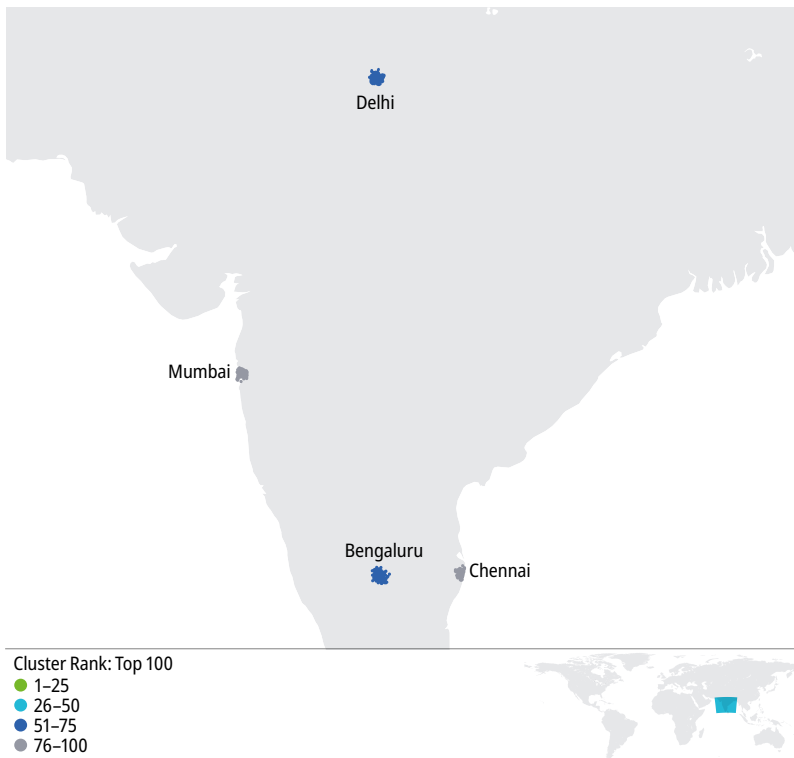 Delhi
Mumbai
Bengaluru
Chennai
Cluster Rank: Top 100
1–25
26–50
51–75
76–100